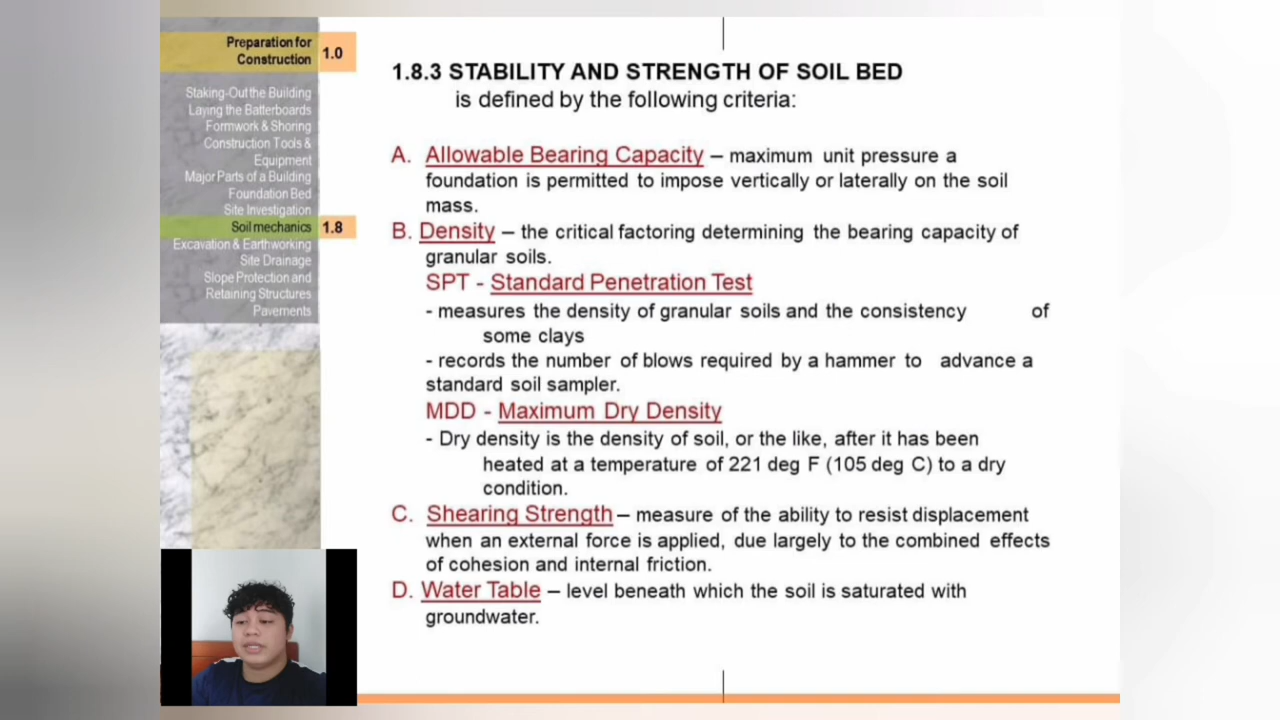 Preparation for
Construction 1.0
Staking-Out the Building
Laying the Batterboards
Formwork & Shoring
Construction Tools &
Equipment
Major Parts of a Building
Foundation Bed
Site Investigation
Soil mechanics 1.8
Excavation & Earthworking
Site Drainage
Slope Protection and
Retaining Structures
Pavements
1.8.3 STABILITY AND STRENGTH OF SOIL BED
is defined by the following criteria:
A. Allowable Bearing Capacity – maximum unit pressure a
foundation is permitted to impose vertically or laterally on the soil
mass.
B. Density – the critical factoring determining the bearing capacity of
granular soils.
SPT - Standard Penetration Test
- measures the density of granular soils and the consistency of
some clays
- records the number of blows required by a hammer to advance a
standard soil sampler.
MDD - Maximum Dry Density
- Dry density is the density of soil, or the like, after it has been
heated at a temperature of 221 deg F (105 deg C) to a dry
condition.
C. Shearing Strength – measure of the ability to resist displacement
when an external force is applied, due largely to the combined effects
of cohesion and internal friction.
D. Water Table – level beneath which the soil is saturated with
groundwater.